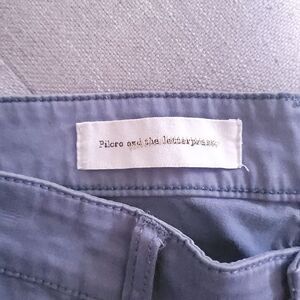 Pilcro and the letterpress